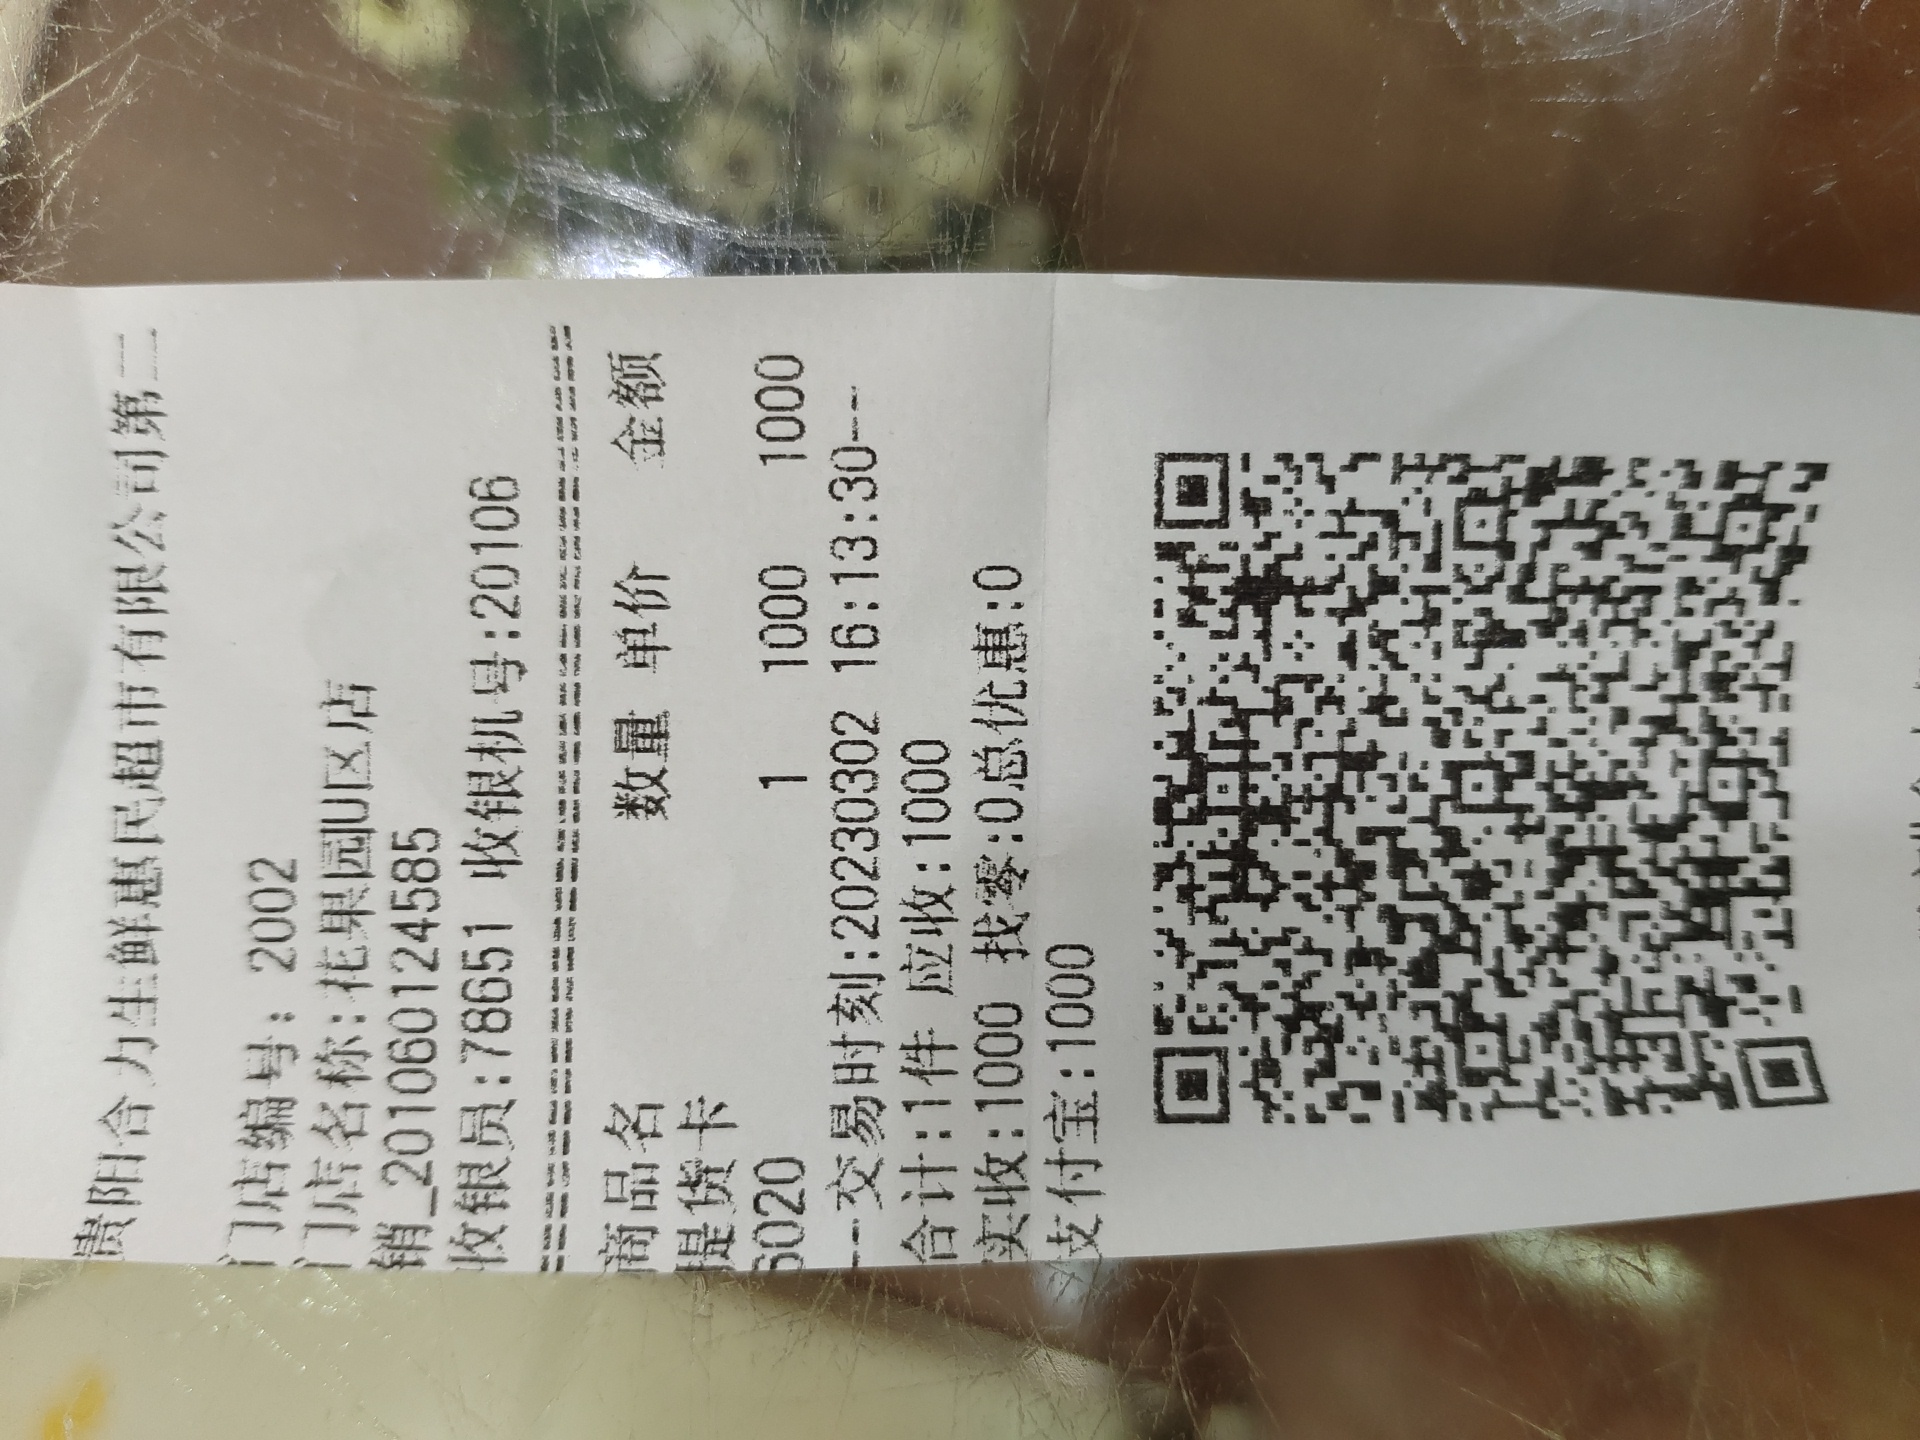 贵阳合力生鲜惠民超市有限公司第二
门店编号: 2002
门店名称:花果园U区店
销_2010601124585
收银员:78651 收银机号:20106
商品名 数量 单价 金额
提货卡
6020 1 1000 1000
--交易时刻:20230302 16:13:30--
合计:1件 应收:1000
实收:1000 找零:0总优惠:0
支付宝:1000